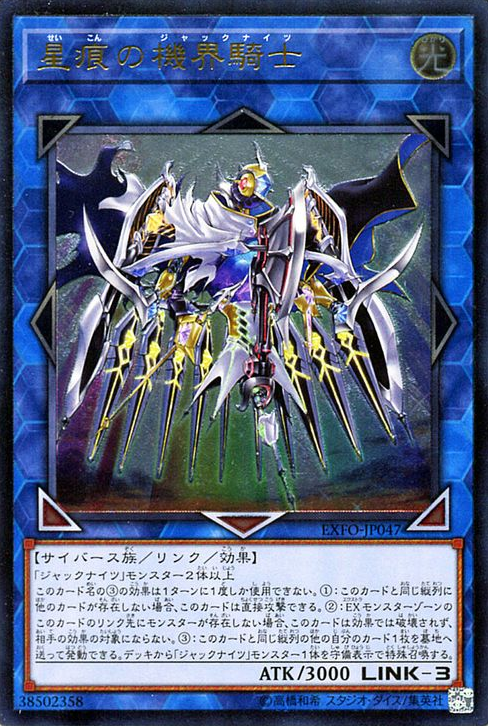 星痕の機界騎士
せいこん ジャックナイツ
光
EXFO-JP047
【サイバース族／リンク／効果】
「ジャックナイツ」モンスター2体以上
このカード名の③の効果は1ターンに1度しか使用できない。①：このカードと同じ縦列に
他のカードが存在しない場合、このカードは直接攻撃できる。②：EXモンスターゾーンの
このカードのリンク先にモンスターが存在しない場合、このカードは効果では破壊されず、
相手の効果の対象にならない。③：このカードと同じ縦列の他の自分のカード1枚を墓地へ
送って発動できる。デッキから「ジャックナイツ」モンスター1体を守備表示で特殊召喚する。
ATK/3000 LINK-3
38502358
©高橋和希 スタジオ・ダイス/集英社